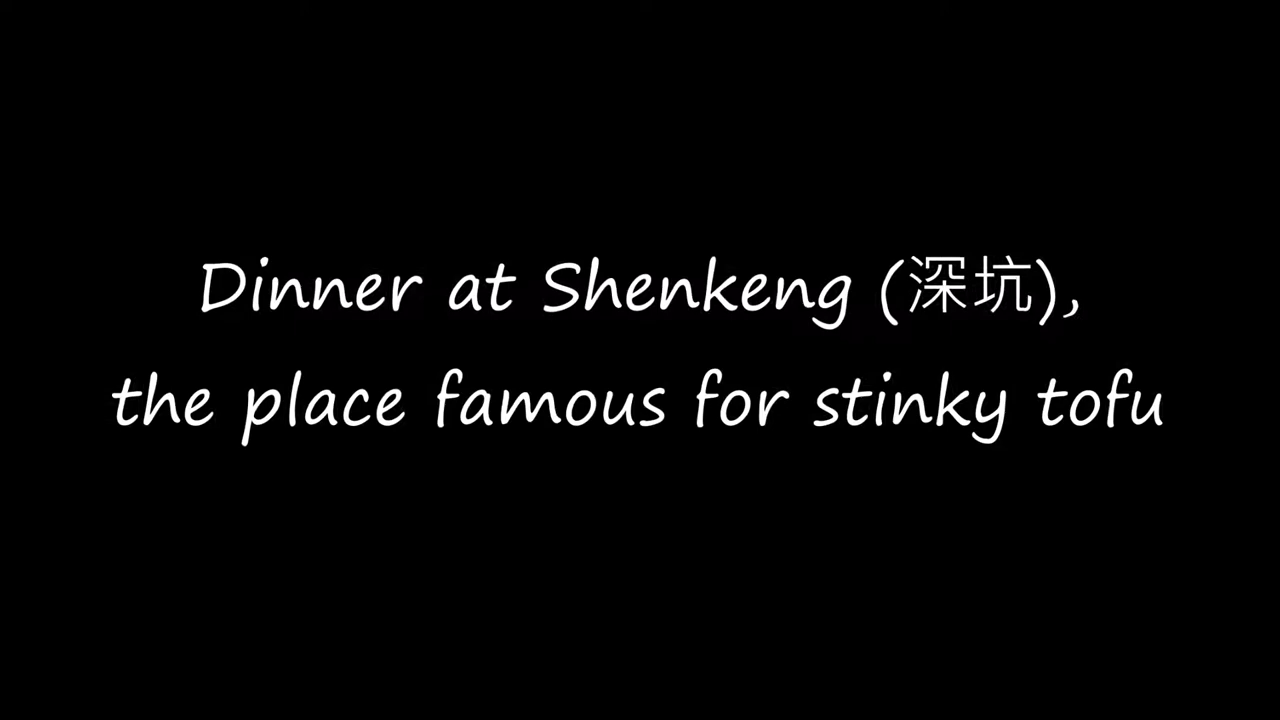 Dinner at Shenkeng (深坑),
the place famous for stinky tofu